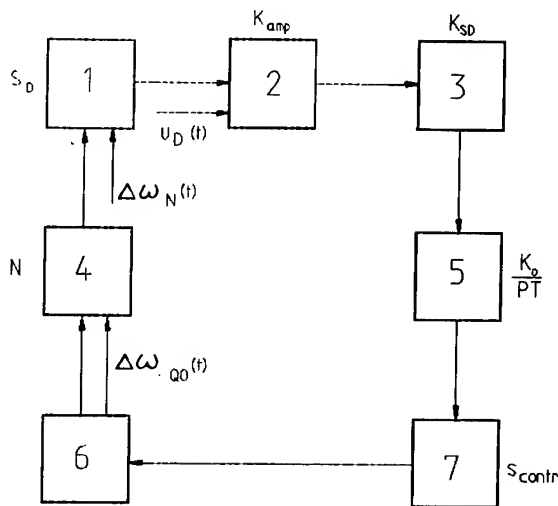 K_amp
K_SD
S_D
1
2
3
U_D (t)
Δω_N(t)
N
4
5
K_o
PT
Δω_QO(t)
6
7
S_contr